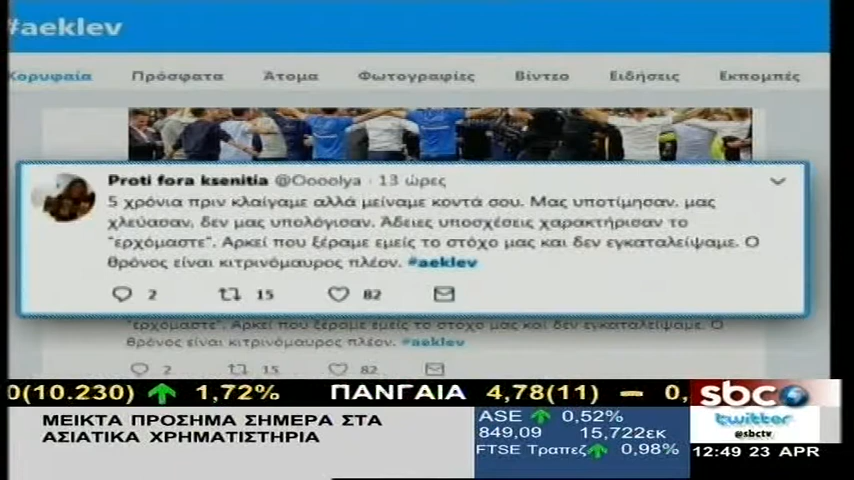 #aeklev
Κορυφαία Πρόσφατα Άτομα Φωτογραφίες Βίντεο Ειδήσεις Εκπομπές
Proti fora ksenitia @Oooolya · 13 ώρες
5 χρόνια πριν κλαίγαμε αλλά μείναμε κοντά σου. Μας υποτίμησαν, μας
χλεύασαν, δεν μας υπολόγισαν. Άδειες υποσχέσεις χαρακτήρισαν το
"ερχόμαστε". Αρκεί που ξέραμε εμείς το στόχο μας και δεν εγκαταλείψαμε. Ο
θρόνος είναι κιτρινόμαυρος πλέον. #aeklev
2 15 82
"ερχόμαστε". Αρκεί που ξέραμε εμείς το στόχο μας και δεν εγκαταλείψαμε. Ο
θρόνος είναι κιτρινόμαυρος πλέον. #aeklev
2 15 82
0(10.230) 1,72% ΠΑΝΓΑΙΑ 4,78(11) 0,
sbc
ΜΕΙΚΤΑ ΠΡΟΣΗΜΑ ΣΗΜΕΡΑ ΣΤΑ
ΑΣΙΑΤΙΚΑ ΧΡΗΜΑΤΙΣΤΗΡΙΑ
ASE 0,52%
849,09 15,722εκ
FTSE Τραπεζ 0,98%
twitter
@sbctv
12:49 23 APR